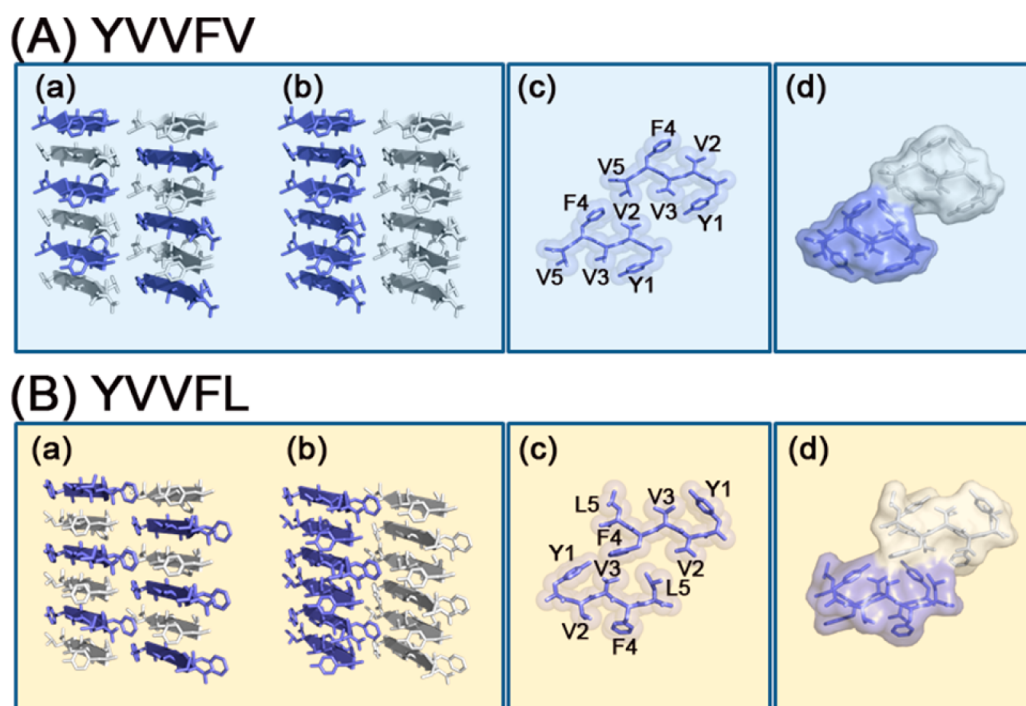 (A) YVVFV
(a) (b) (c) (d)
F4 V2
V5
F4 V2 V3 Y1
V5 V3 Y1
(B) YVVFL
(a) (b) (c) (d)
L5 V3 Y1
F4
Y1 V3 V2
L5
V2 F4